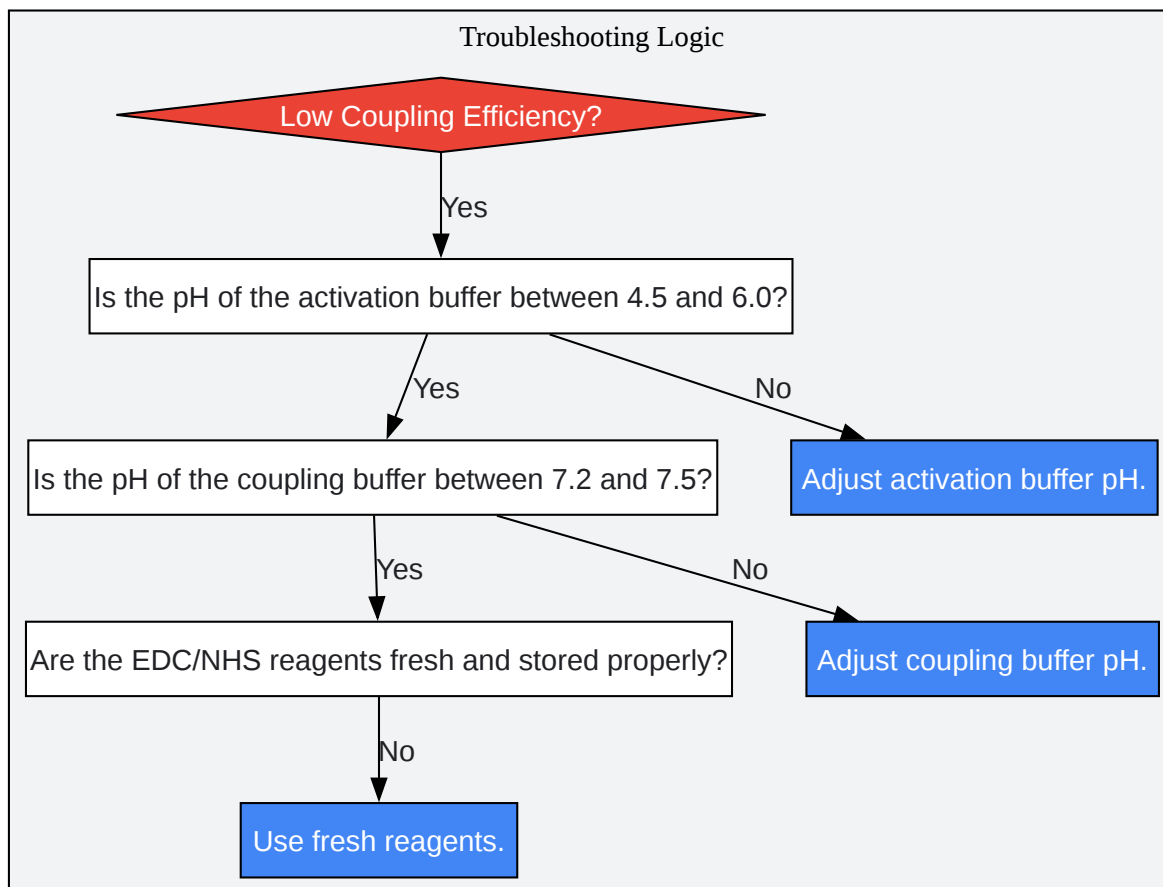 Troubleshooting Logic
Low Coupling Efficiency?
Yes
Is the pH of the activation buffer between 4.5 and 6.0?
Yes
No
Is the pH of the coupling buffer between 7.2 and 7.5?
Adjust activation buffer pH.
Yes
No
Are the EDC/NHS reagents fresh and stored properly?
Adjust coupling buffer pH.
No
Use fresh reagents.